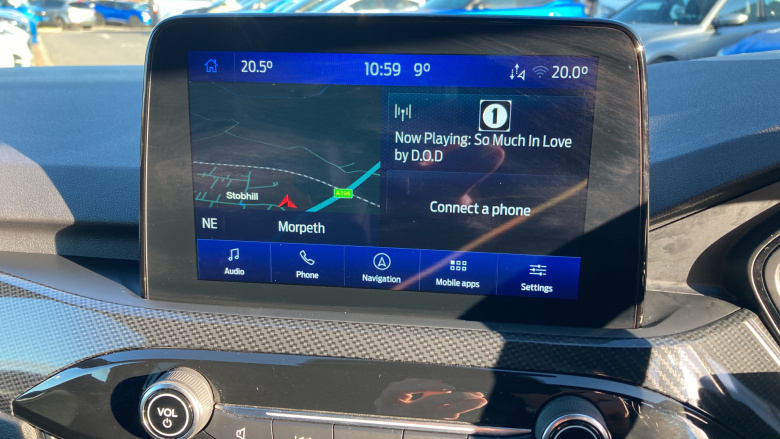 20.5° 10:59 9° 20.0°
1
Now Playing: So Much In Love
by D.O.D
Stobhill
NE Morpeth
Connect a phone
Audio Phone Navigation Mobile apps Settings
VOL